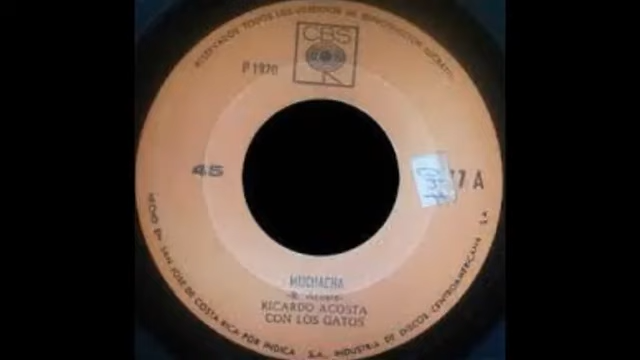 RESERVADOS TODOS LOS DERECHOS DE REPRODUCCION
CBS
P 1970
45
77 A
MUCHACHA
RICARDO ACOSTA
CON LOS GATOS
HECHO EN SAN JOSE DE COSTA RICA POR INDICA S.A., INDUSTRIA DE DISCOS CENTROAMERICANA S.A.